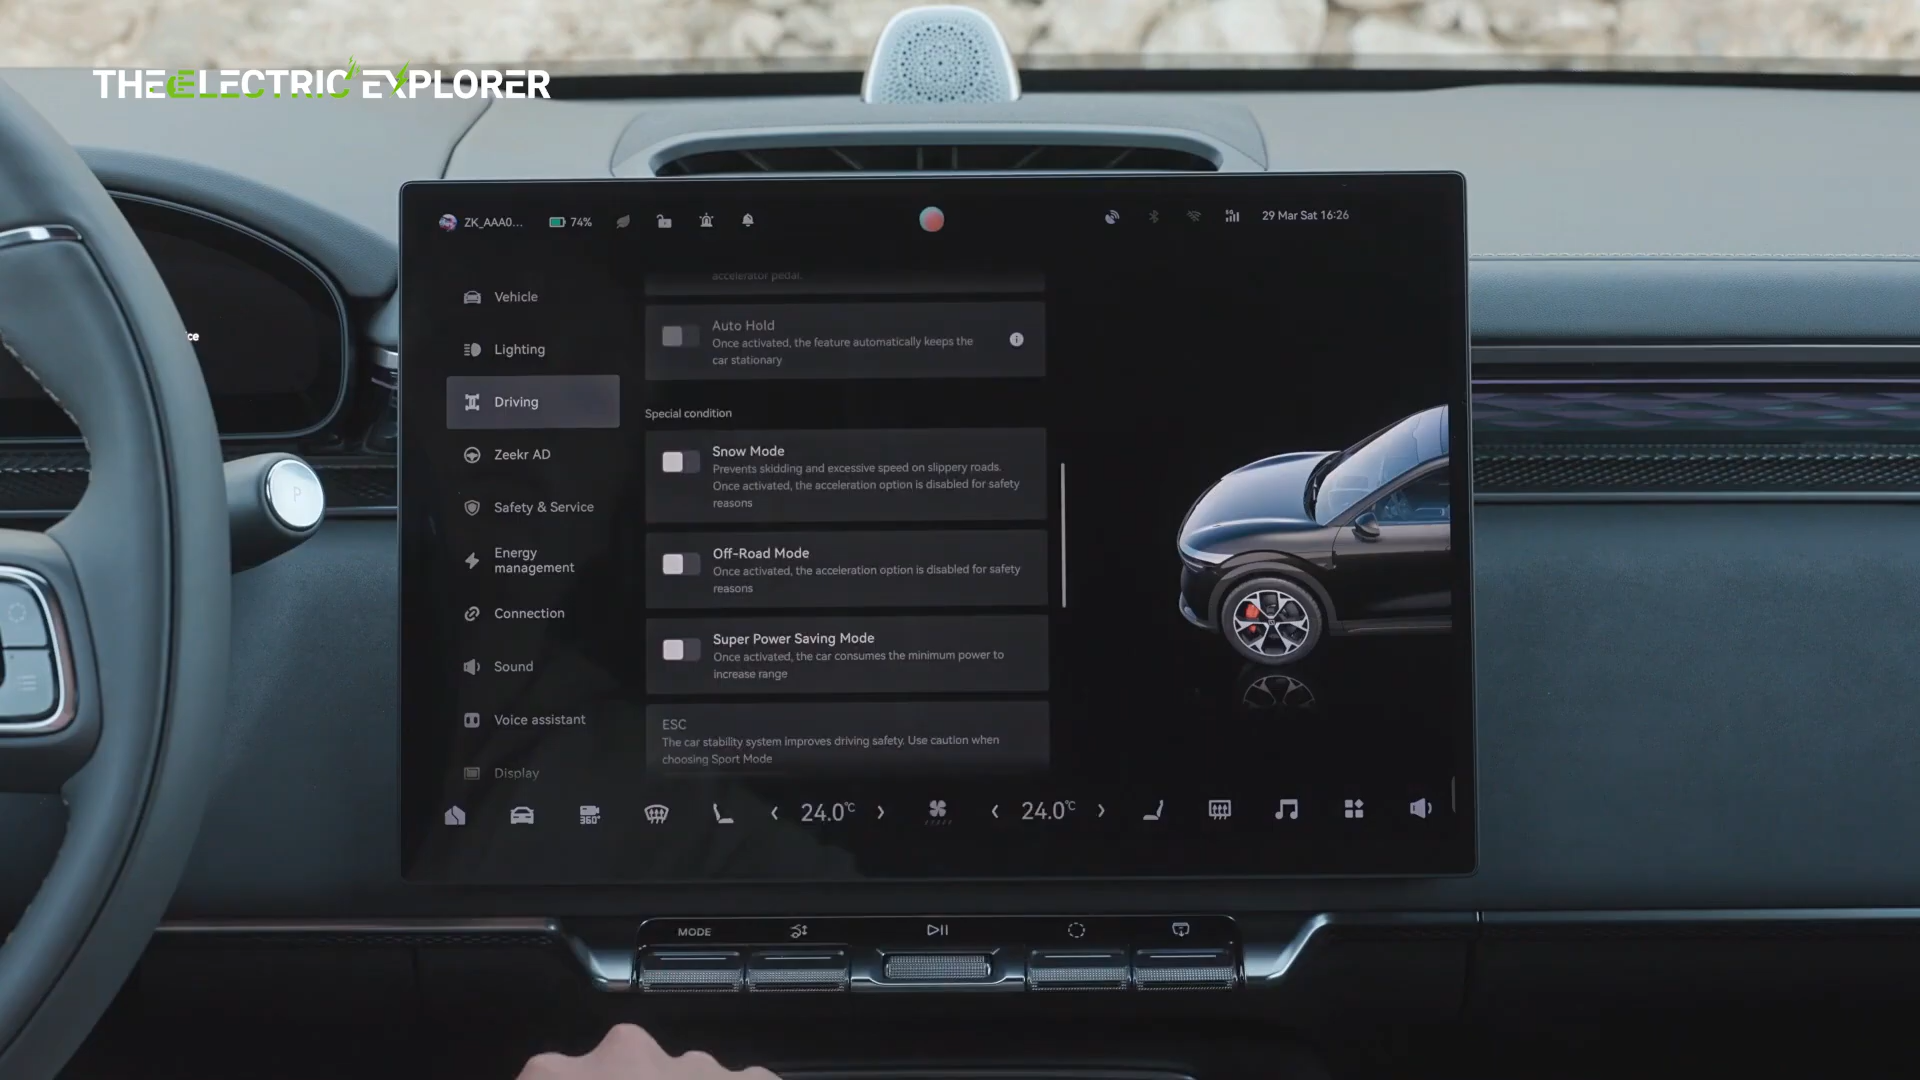 THE ELECTRIC EXPLORER
ZK_AAA0...
74%
29 Mar Sat 16:26
Vehicle
Lighting
Driving
Zeekr AD
Safety & Service
Energy
management
Connection
Sound
Voice assistant
Display
accelerator pedal.
Auto Hold
Once activated, the feature automatically keeps the
car stationary
Special condition
Snow Mode
Prevents skidding and excessive speed on slippery roads.
Once activated, the acceleration option is disabled for safety
reasons
Off-Road Mode
Once activated, the acceleration option is disabled for safety
reasons
Super Power Saving Mode
Once activated, the car consumes the minimum power to
increase range
ESC
The car stability system improves driving safety. Use caution when
choosing Sport Mode
360°
24.0°C
24.0°C
P
MODE